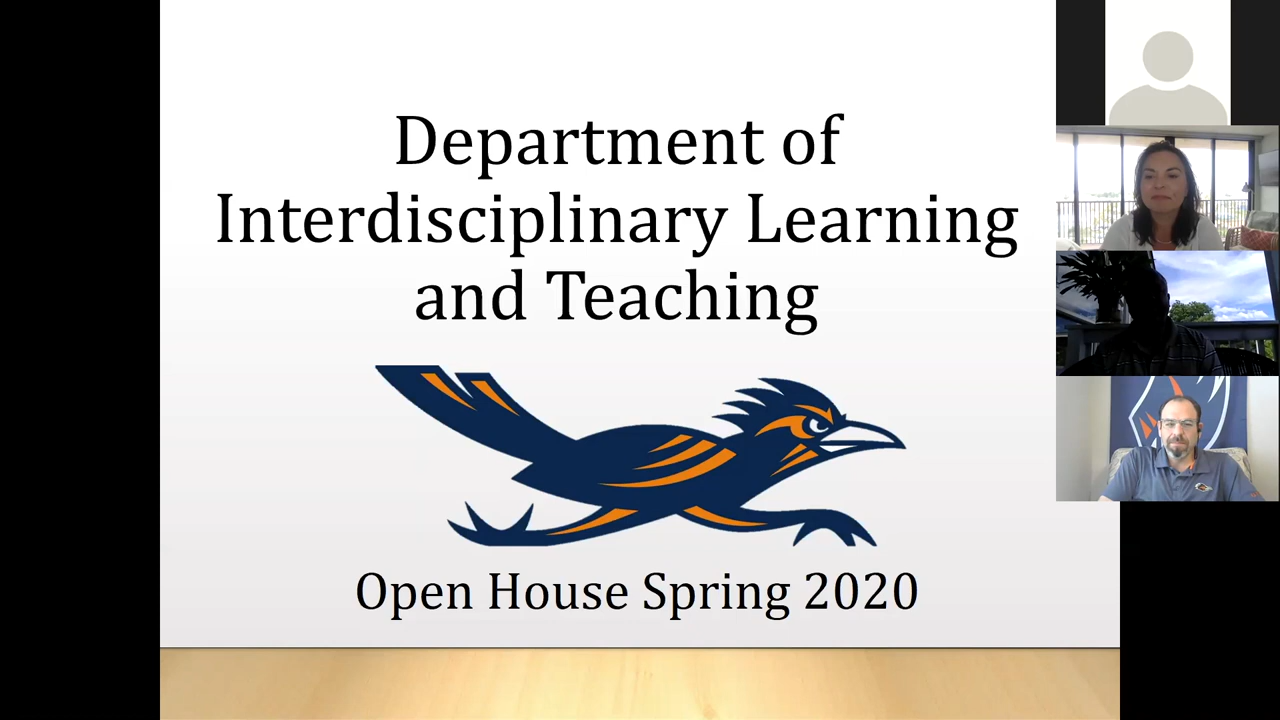 Department of
Interdisciplinary Learning
and Teaching
Open House Spring 2020